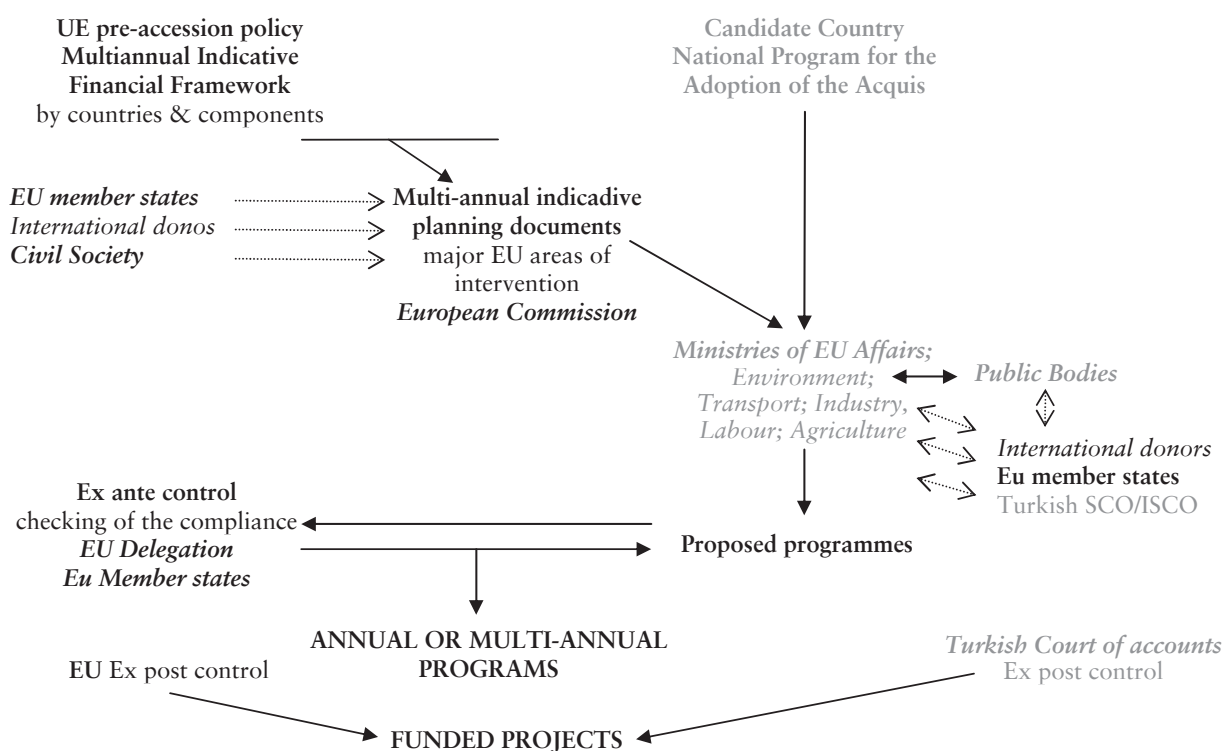 UE pre-accession policy
Multiannual Indicative
Financial Framework
by countries & components
Candidate Country
National Program for the
Adoption of the Acquis
EU member states
International donos
Civil Society
Multi-annual indicadive
planning documents
major EU areas of
intervention
European Commission
Ministries of EU Affairs;
Environment;
Transport; Industry,
Labour; Agriculture
Public Bodies
International donors
Eu member states
Turkish SCO/ISCO
Ex ante control
checking of the compliance
EU Delegation
Eu Member states
Proposed programmes
ANNUAL OR MULTI-ANNUAL
PROGRAMS
EU Ex post control
Turkish Court of accounts
Ex post control
FUNDED PROJECTS